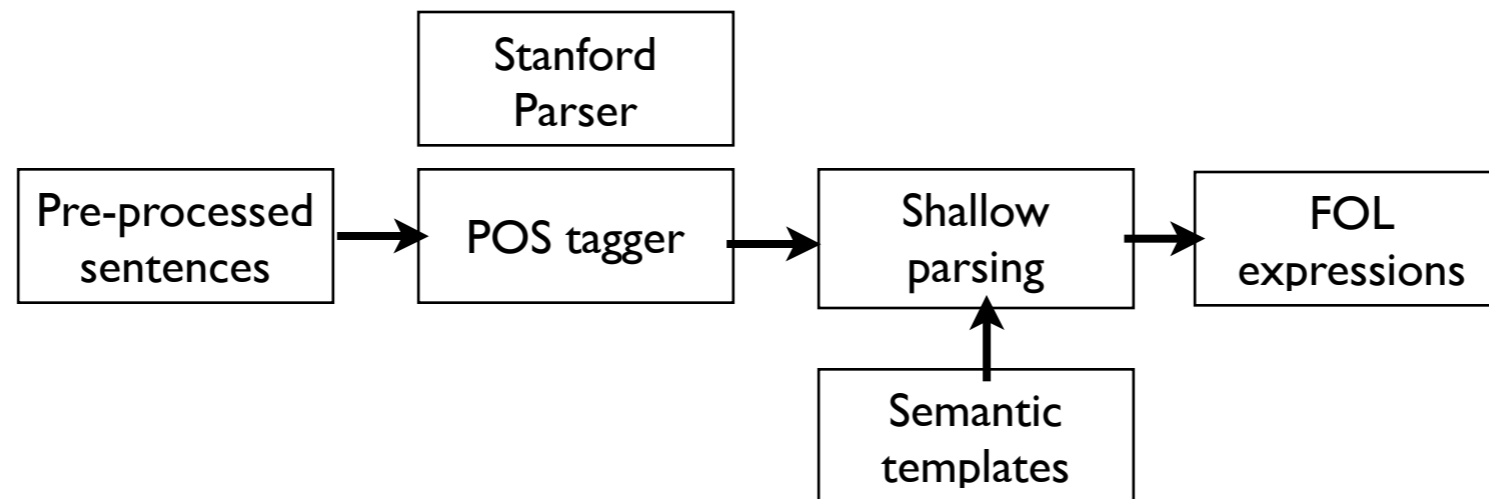 Stanford
Parser
Pre-processed
sentences
POS tagger
Shallow
parsing
FOL
expressions
Semantic
templates